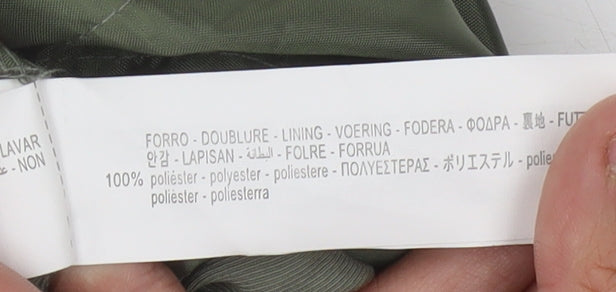 LAVAR
- NON
FORRO - DOUBLURE - LINING - VOERING - FODERA - ΦΟΔΡΑ - 裏地 - FUT
안감 - LAPISAN - البطانة - FOLRE - FORRUA
100% poliéster - polyester - poliestere - ΠΟΛΥΕΣΤΕΡΑΣ - ポリエステル - polie
poliéster - poliesterra